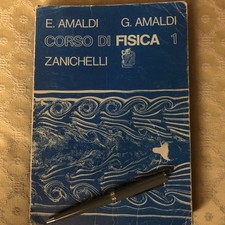 E. AMALDI G. AMALDI
CORSO DI FISICA 1
ZANICHELLI